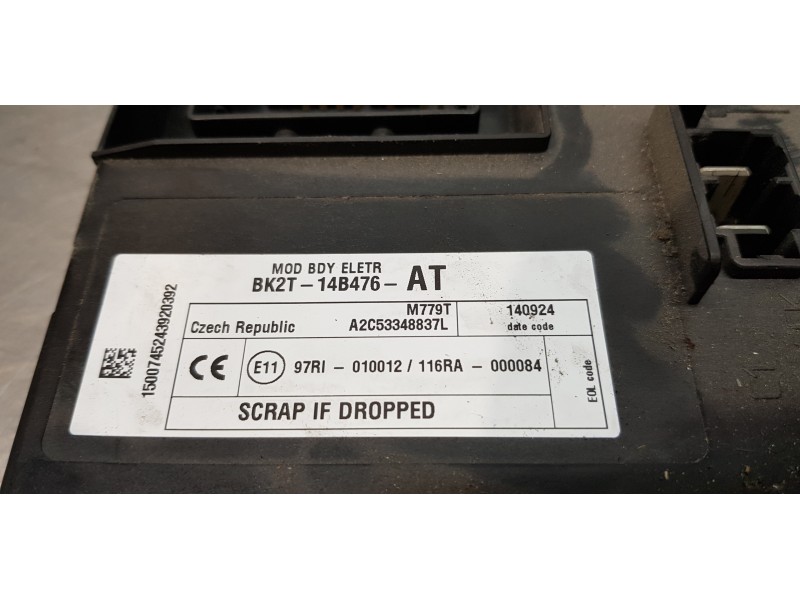 MOD BDY ELETR
BK2T-14B476- AT
M779T
140924
Czech Republic
A2C53348837L
date code
CE
E11
97RI - 010012 / 116RA - 000084
SCRAP IF DROPPED
EOL code
1500745243920392